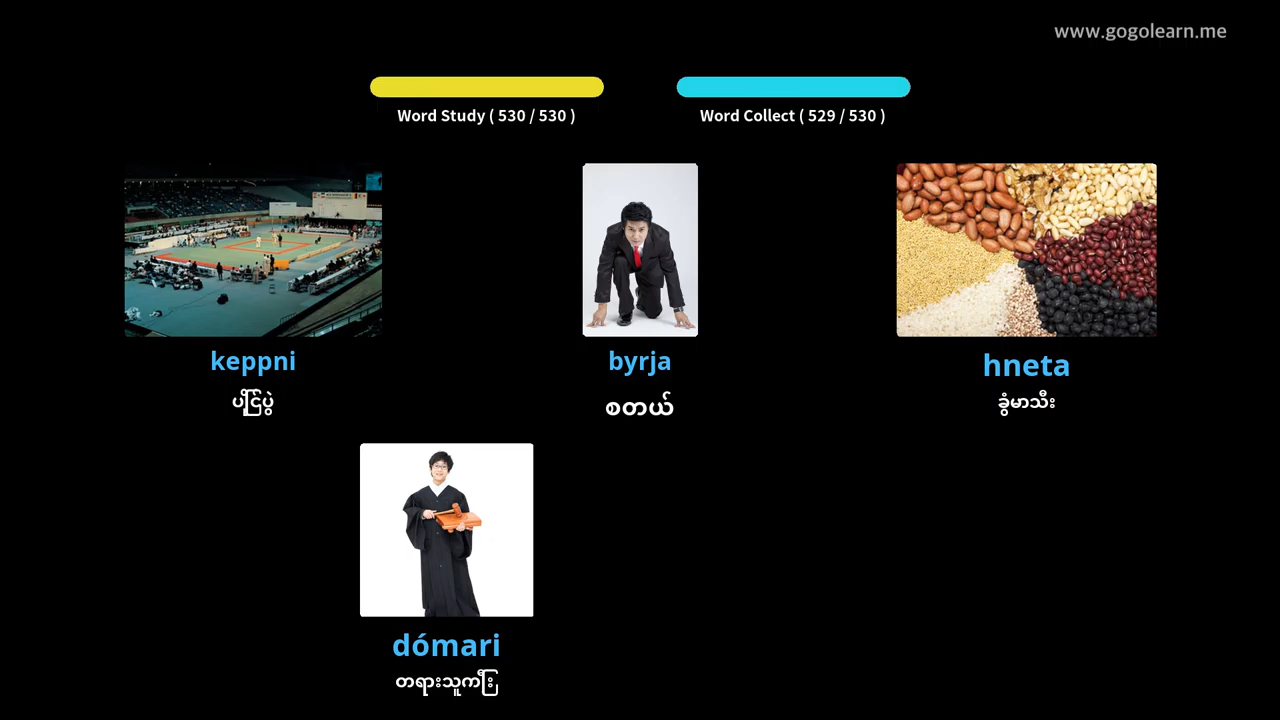 www.gogolearn.me
Word Study ( 530 / 530 )
Word Collect ( 529 / 530 )
keppni
ပြိုင်ပွဲ
byrja
စတယ်
hneta
ခွံမာသီး
dómari
တရားသူကြီး